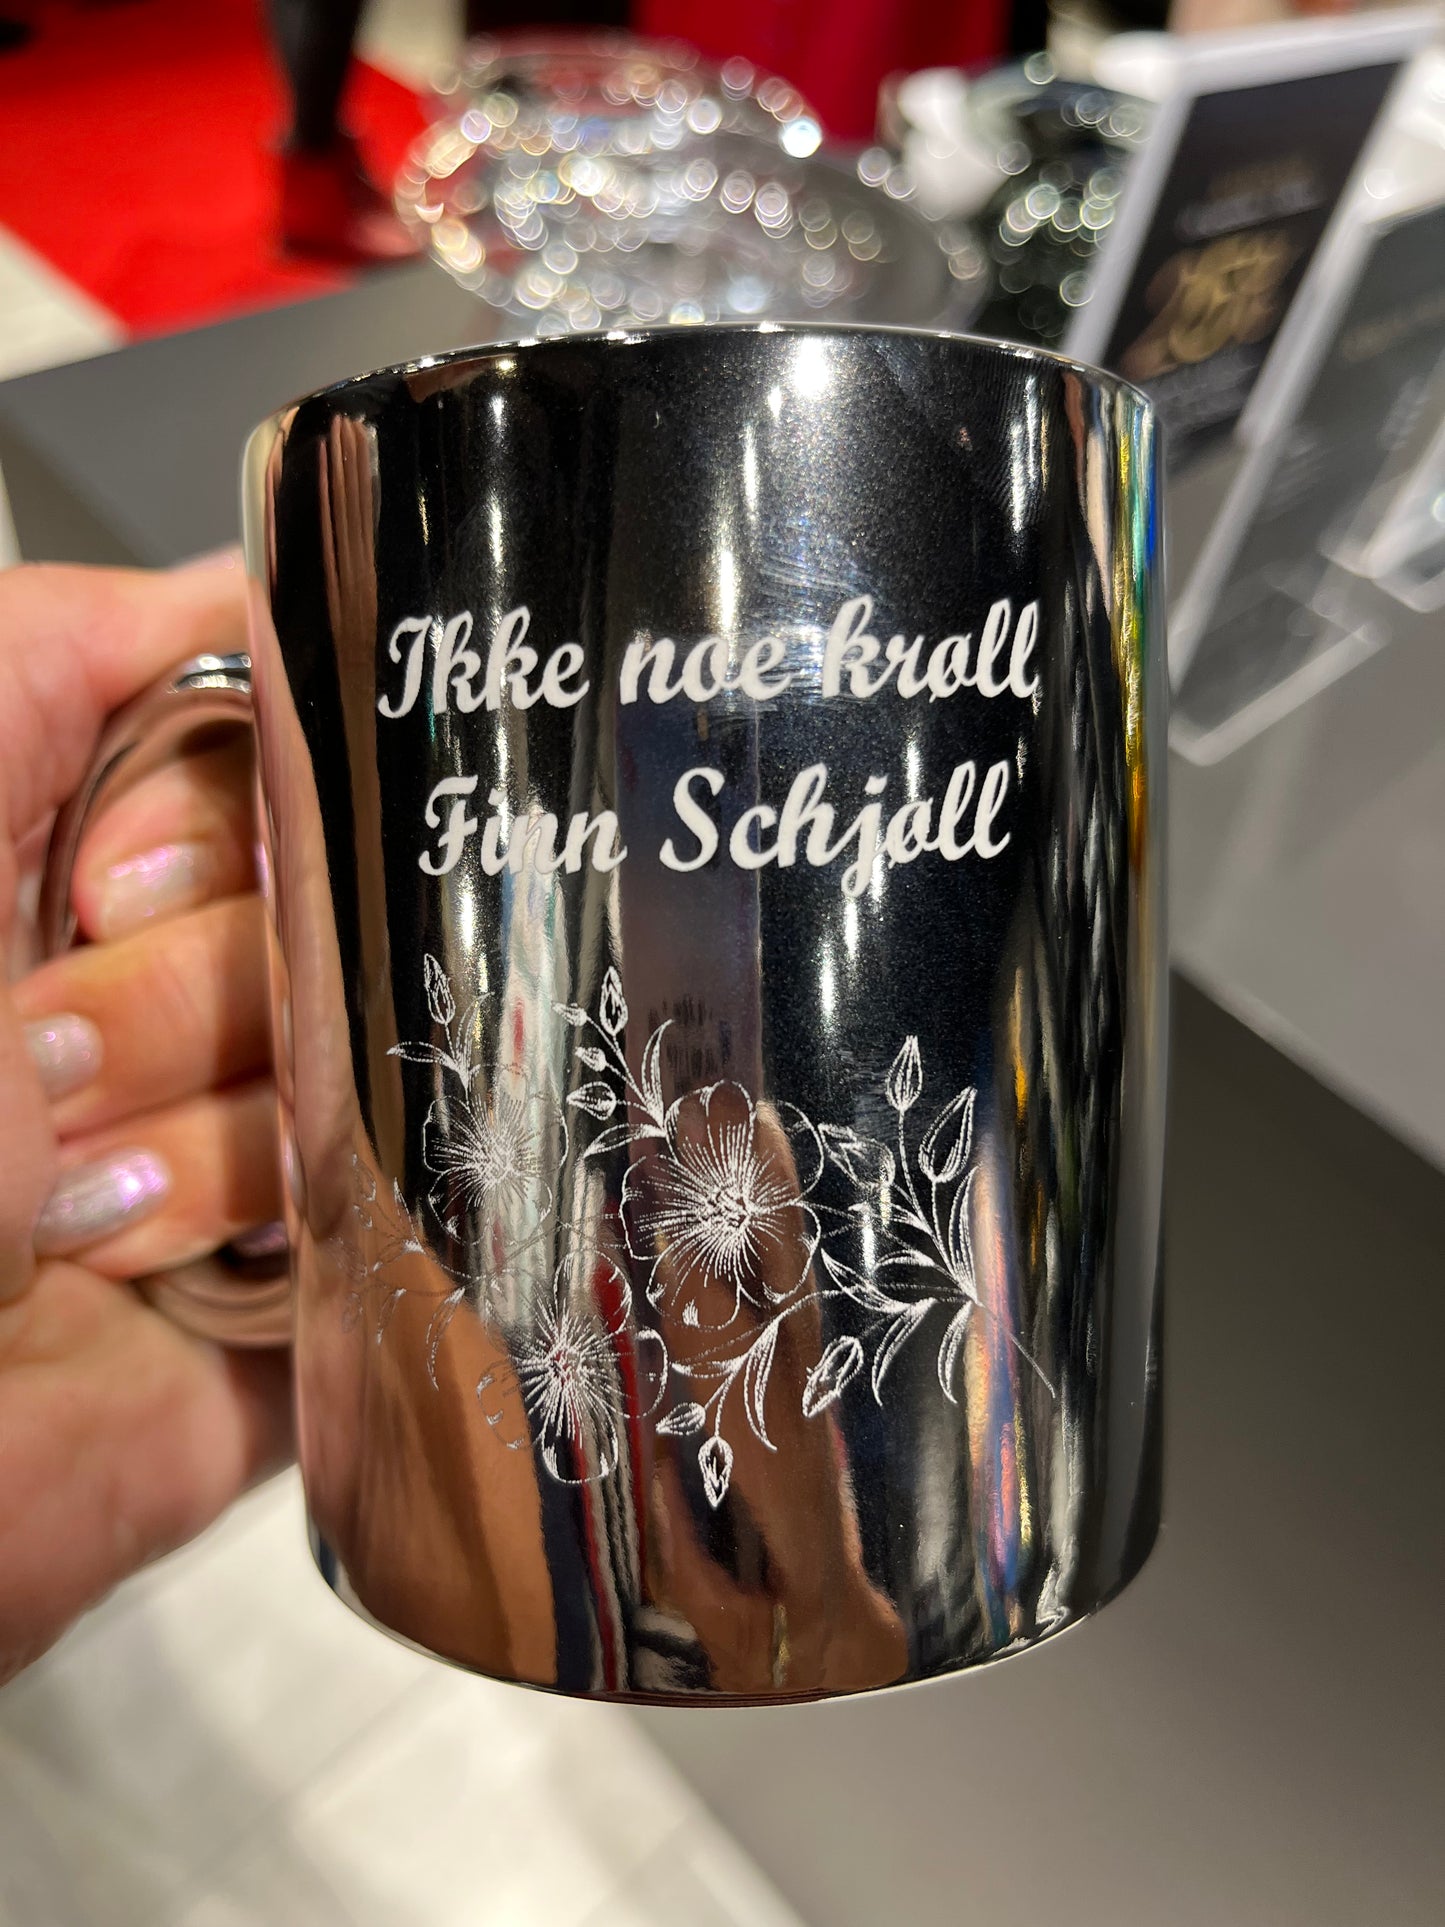 Ikke noe krøll
Finn Schjøll